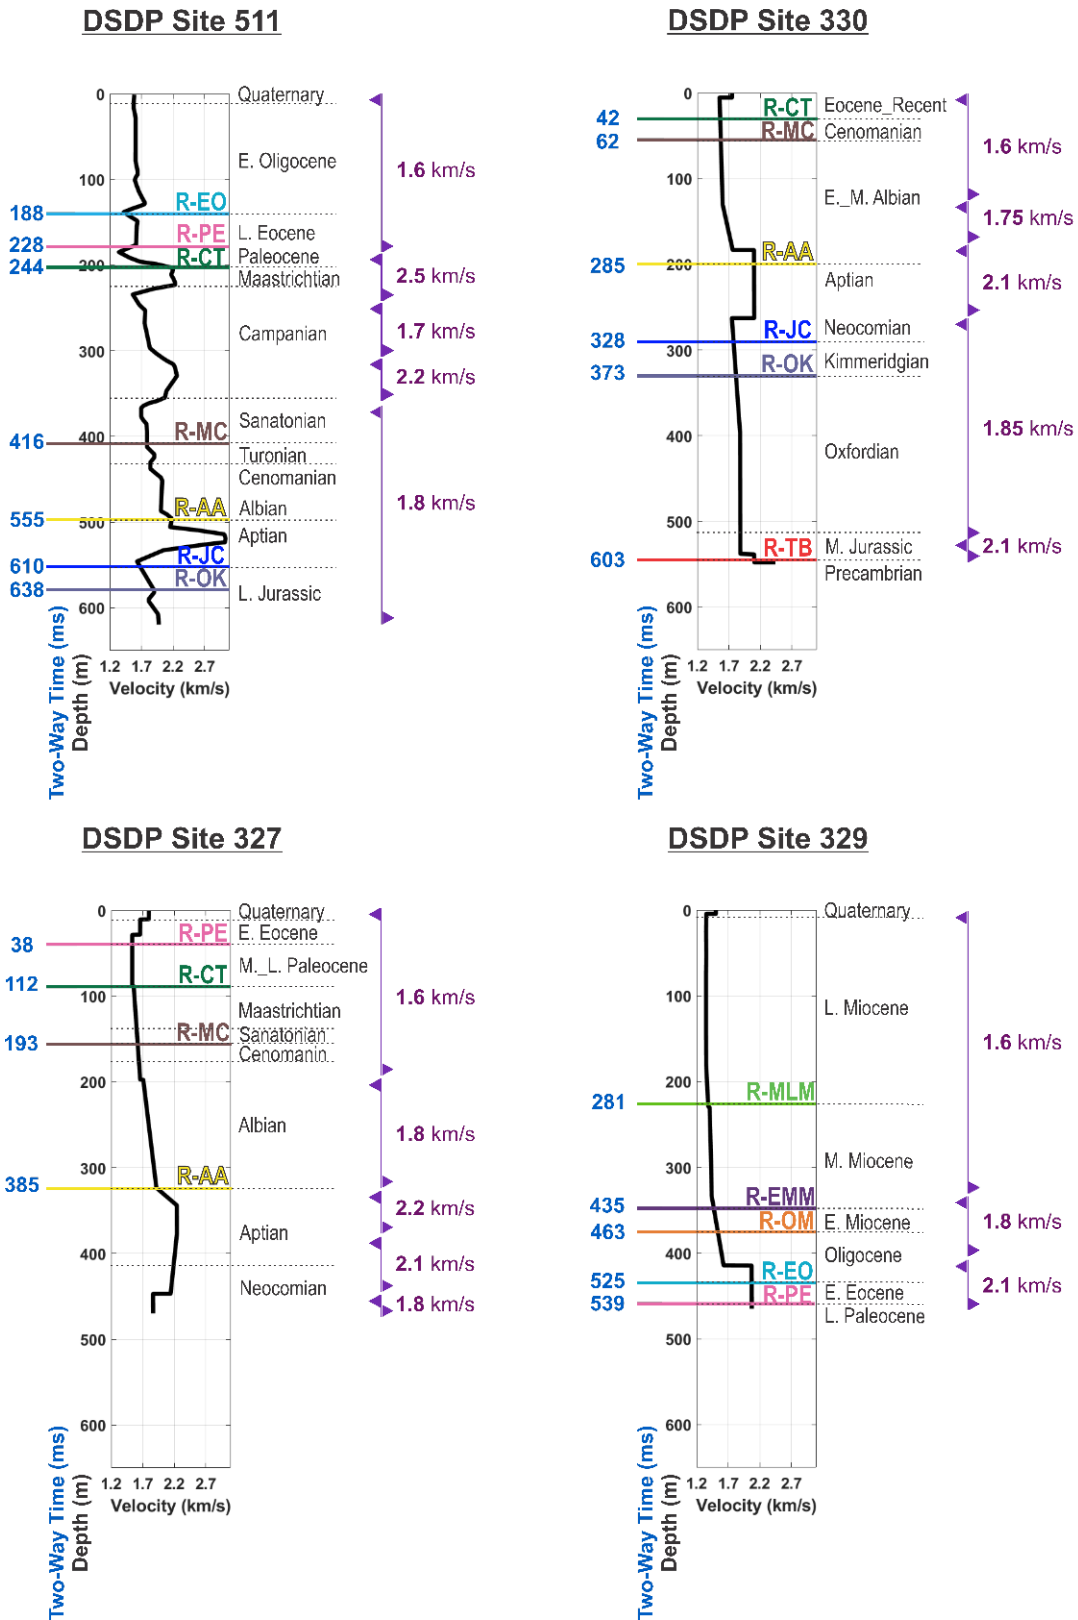 DSDP Site 511
0
100
200
300
400
500
600
188
228
244
416
555
610
638
R-EO
R-PE
R-CT
R-MC
R-AA
R-JC
R-OK
Quaternary
E. Oligocene
L. Eocene
Paleocene
Maastrichtian
Campanian
Sanatonian
Turonian
Cenomanian
Albian
Aptian
L. Jurassic
1.6 km/s
2.5 km/s
1.7 km/s
2.2 km/s
1.8 km/s
1.2 1.7 2.2 2.7
Velocity (km/s)
Two-Way Time (ms)
Depth (m)
DSDP Site 330
0
100
200
300
400
500
600
42
62
285
328
373
603
R-CT
R-MC
R-AA
R-JC
R-OK
R-TB
Eocene_Recent
Cenomanian
E._M. Albian
Aptian
Neocomian
Kimmeridgian
Oxfordian
M. Jurassic
Precambrian
1.6 km/s
1.75 km/s
2.1 km/s
1.85 km/s
2.1 km/s
1.2 1.7 2.2 2.7
Velocity (km/s)
Two-Way Time (ms)
Depth (m)
DSDP Site 327
0
100
200
300
400
500
600
38
112
193
385
R-PE
R-CT
R-MC
R-AA
Quaternary
E. Eocene
M._L. Paleocene
Maastrichtian
Sanatonian
Cenomanin
Albian
Aptian
Neocomian
1.6 km/s
1.8 km/s
2.2 km/s
2.1 km/s
1.8 km/s
1.2 1.7 2.2 2.7
Velocity (km/s)
Two-Way Time (ms)
Depth (m)
DSDP Site 329
0
100
200
300
400
500
600
281
435
463
525
539
R-MLM
R-EMM
R-OM
R-EO
R-PE
Quaternary
L. Miocene
M. Miocene
E. Miocene
Oligocene
E. Eocene
L. Paleocene
1.6 km/s
1.8 km/s
2.1 km/s
1.2 1.7 2.2 2.7
Velocity (km/s)
Two-Way Time (ms)
Depth (m)